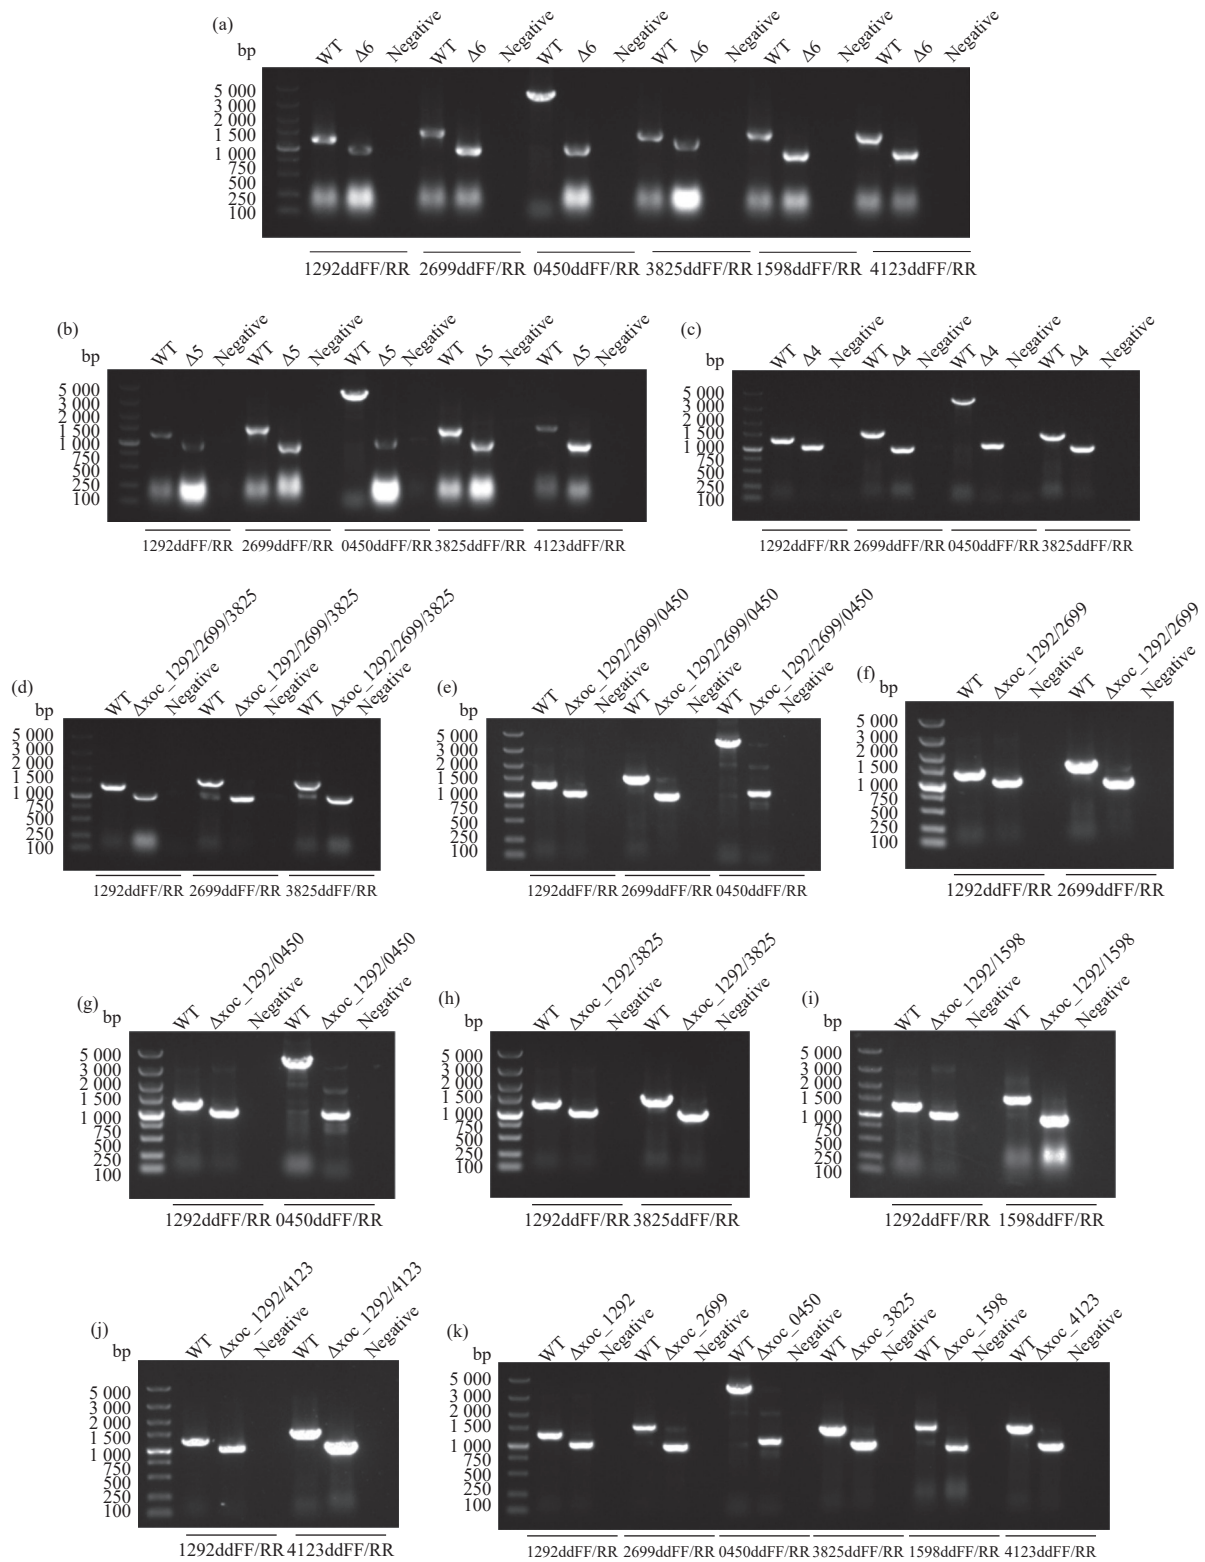 (a)
bp
WT Δ6 Negative WT Δ6 Negative WT Δ6 Negative WT Δ6 Negative WT Δ6 Negative WT Δ6 Negative
5 000
3 000
2 000
1 500
1 000
750
500
250
100
1292ddFF/RR 2699ddFF/RR 0450ddFF/RR 3825ddFF/RR 1598ddFF/RR 4123ddFF/RR
(b)
bp
WT Δ5 Negative WT Δ5 Negative WT Δ5 Negative WT Δ5 Negative WT Δ5 Negative
5 000
3 000
2 000
1 500
1 000
750
500
250
100
1292ddFF/RR 2699ddFF/RR 0450ddFF/RR 3825ddFF/RR 4123ddFF/RR
(c)
bp
WT Δ4 Negative WT Δ4 Negative WT Δ4 Negative WT Δ4 Negative
5 000
3 000
2 000
1 500
1 000
750
500
250
100
1292ddFF/RR 2699ddFF/RR 0450ddFF/RR 3825ddFF/RR
(d)
bp
WT Δxoc_1292/2699/3825 Negative WT Δxoc_1292/2699/3825 Negative WT Δxoc_1292/2699/3825 Negative
5 000
3 000
2 000
1 500
1 000
750
500
250
100
1292ddFF/RR 2699ddFF/RR 3825ddFF/RR
(e)
bp
WT Δxoc_1292/2699/0450 Negative WT Δxoc_1292/2699/0450 Negative WT Δxoc_1292/2699/0450 Negative
5 000
3 000
2 000
1 500
1 000
750
500
250
100
1292ddFF/RR 2699ddFF/RR 0450ddFF/RR
(f)
bp
WT Δxoc_1292/2699 Negative WT Δxoc_1292/2699 Negative
5 000
3 000
2 000
1 500
1 000
750
500
250
100
1292ddFF/RR 2699ddFF/RR
(g)
bp
WT Δxoc_1292/0450 Negative WT Δxoc_1292/0450 Negative
5 000
3 000
2 000
1 500
1 000
750
500
250
100
1292ddFF/RR 0450ddFF/RR
(h)
bp
WT Δxoc_1292/3825 Negative WT Δxoc_1292/3825 Negative
5 000
3 000
2 000
1 500
1 000
750
500
250
100
1292ddFF/RR 3825ddFF/RR
(i)
bp
WT Δxoc_1292/1598 Negative WT Δxoc_1292/1598 Negative
5 000
3 000
2 000
1 500
1 000
750
500
250
100
1292ddFF/RR 1598ddFF/RR
(j)
bp
WT Δxoc_1292/4123 Negative WT Δxoc_1292/4123 Negative
5 000
3 000
2 000
1 500
1 000
750
500
250
100
1292ddFF/RR 4123ddFF/RR
(k)
bp
WT Δxoc_1292 Negative WT Δxoc_2699 Negative WT Δxoc_0450 Negative WT Δxoc_3825 Negative WT Δxoc_1598 Negative WT Δxoc_4123 Negative
5 000
3 000
2 000
1 500
1 000
750
500
250
100
1292ddFF/RR 2699ddFF/RR 0450ddFF/RR 3825ddFF/RR 1598ddFF/RR 4123ddFF/RR